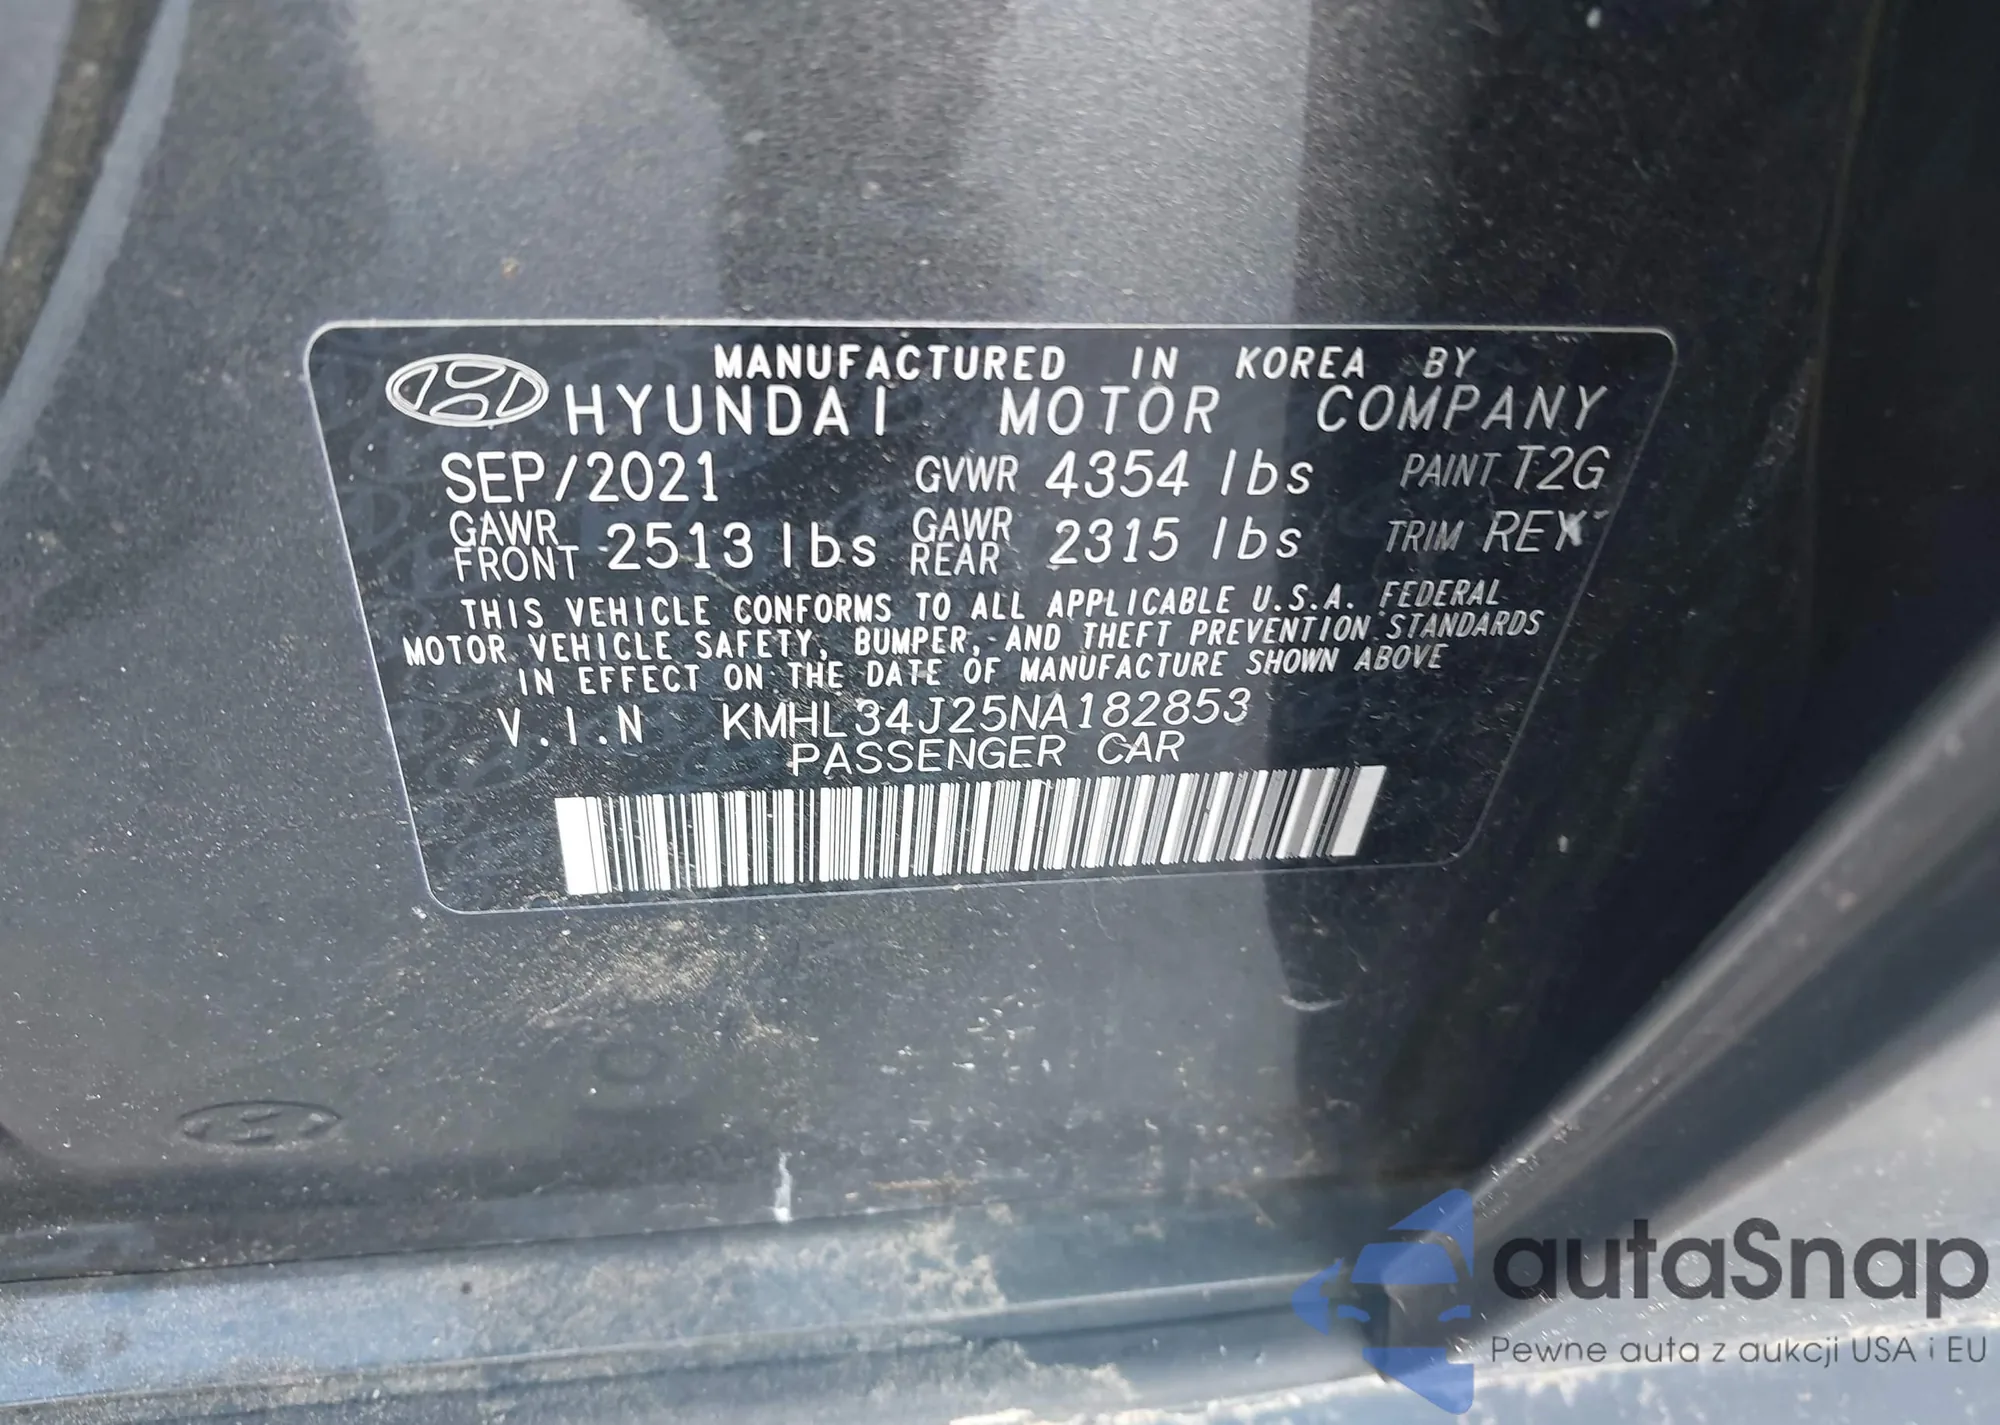 MANUFACTURED IN KOREA BY
HYUNDAI MOTOR COMPANY
SEP/2021 GVWR 4354 lbs PAINT T2G
GAWR FRONT 2513 lbs GAWR REAR 2315 lbs TRIM REX
THIS VEHICLE CONFORMS TO ALL APPLICABLE U.S.A. FEDERAL
MOTOR VEHICLE SAFETY, BUMPER, AND THEFT PREVENTION STANDARDS
IN EFFECT ON THE DATE OF MANUFACTURE SHOWN ABOVE
V.I.N KMHL34J25NA182853
PASSENGER CAR
autaSnap
Pewne auta z aukcji USA i EU